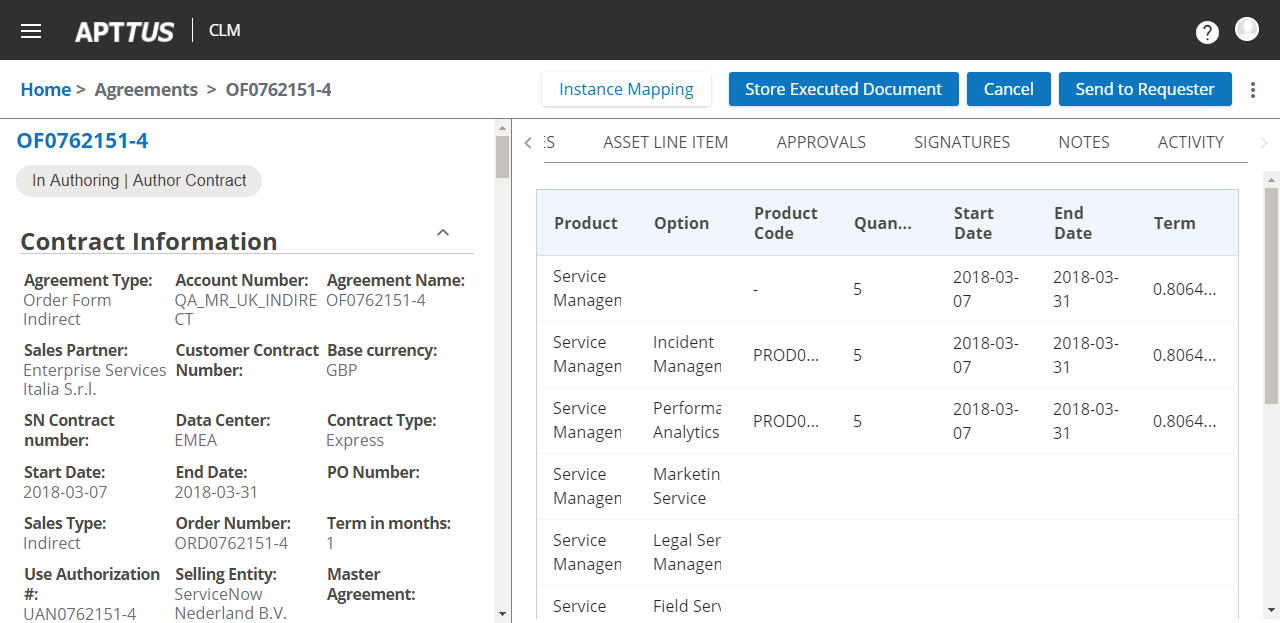 APTTUS CLM ?
Home > Agreements > OF0762151-4 Instance Mapping Store Executed Document Cancel Send to Requester
OF0762151-4
In Authoring | Author Contract
Contract Information
Agreement Type: Account Number: Agreement Name:
Order Form QA_MR_UK_INDIRE OF0762151-4
Indirect CT
Sales Partner: Customer Contract Base currency:
Enterprise Services Number: GBP
Italia S.r.l.
SN Contract Data Center: Contract Type:
number: EMEA Express
Start Date: End Date: PO Number:
2018-03-07 2018-03-31
Sales Type: Order Number: Term in months:
Indirect ORD0762151-4 1
Use Authorization Selling Entity: Master
#: ServiceNow Agreement:
UAN0762151-4 Nederland B.V.
ES ASSET LINE ITEM APPROVALS SIGNATURES NOTES ACTIVITY
Product Option Product Quan... Start End Term
Code Date Date
Service 2018-03- 2018-03-
Managen - 5 07 31 0.8064...
Service Incident 2018-03- 2018-03-
Managen Managen PROD0... 5 07 31 0.8064...
Service Performa 2018-03- 2018-03-
Managen Analytics PROD0... 5 07 31 0.8064...
Service Marketin
Managen Service
Service Legal Ser
Managen Managen
Service Field Serv